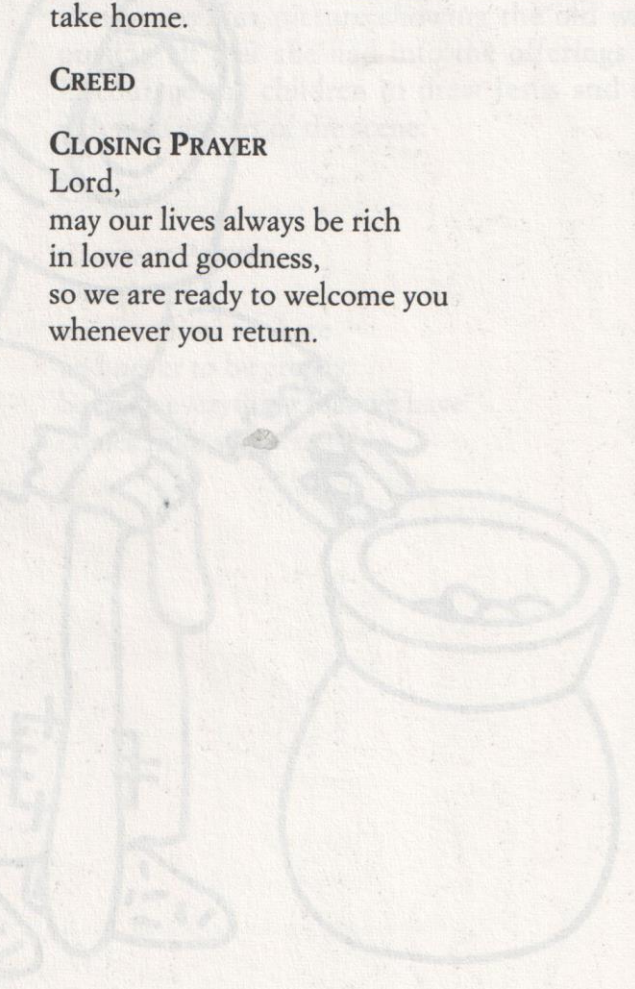 take home.
CREED
CLOSING PRAYER
Lord,
may our lives always be rich
in love and goodness,
so we are ready to welcome you
whenever you return.